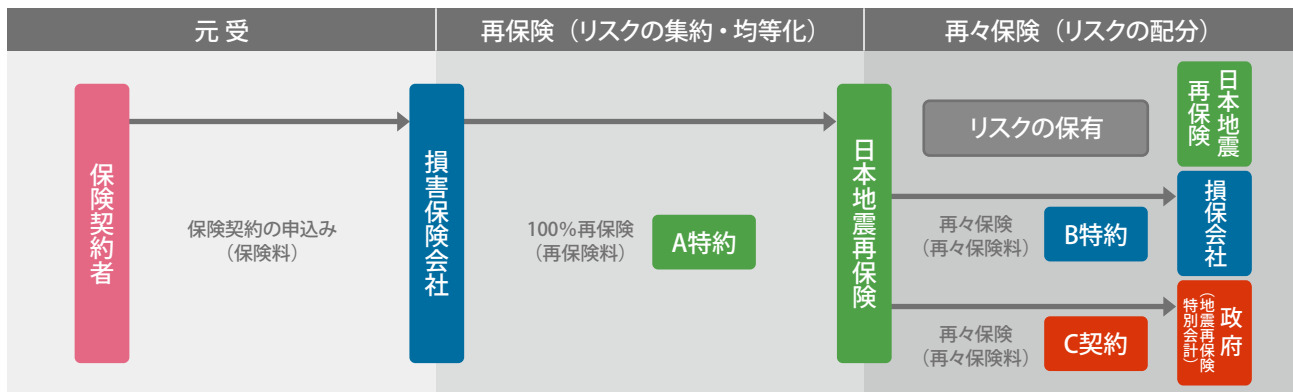 元 受
再保険（リスクの集約・均等化）
再々保険（リスクの配分）
保険契約者
保険契約の申込み
（保険料）
損害保険会社
100％再保険
（再保険料）
A特約
日本地震再保険
リスクの保有
日本地震
再保険
再々保険
（再々保険料）
B特約
損保会社
再々保険
（再々保険料）
C契約
政府
（地震再保険
特別会計）